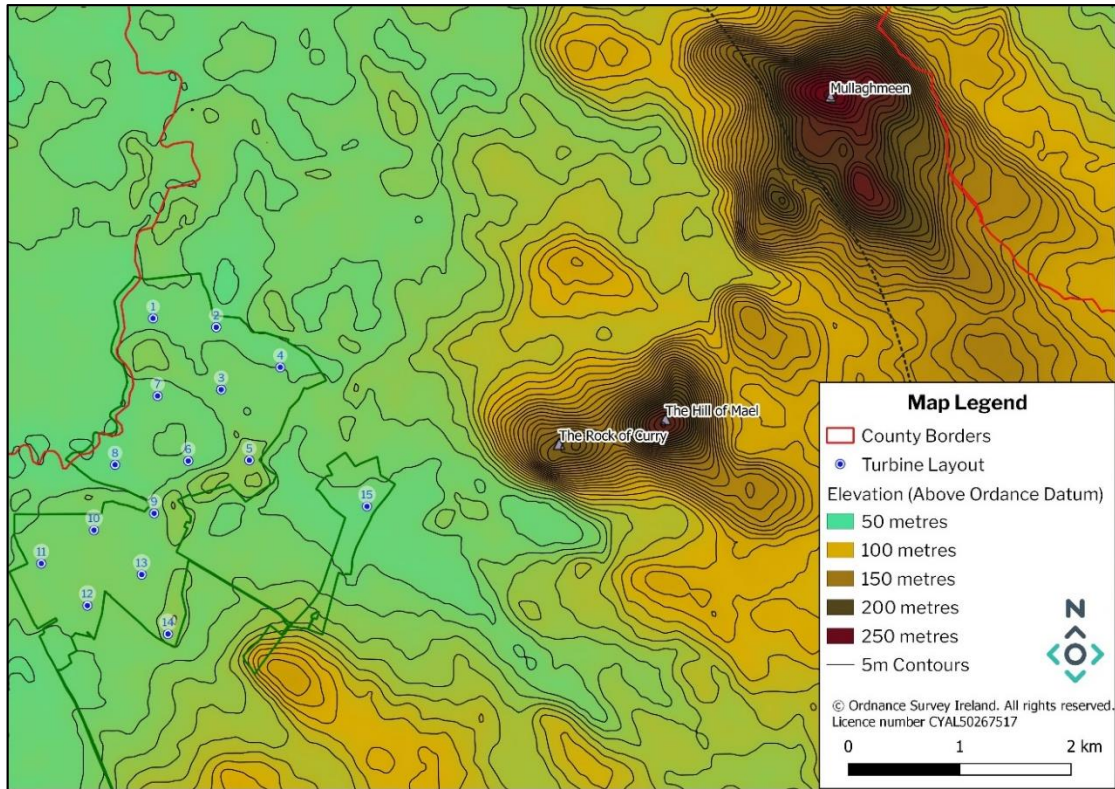 Mullaghmeen
1
2
4
3
7
The Hill of Mael
The Rock of Curry
8
6
5
15
9
10
11
13
12
14
Map Legend
County Borders
Turbine Layout
Elevation (Above Ordance Datum)
50 metres
100 metres
150 metres
200 metres
250 metres
5m Contours
N
© Ordnance Survey Ireland. All rights reserved.
Licence number CYAL50267517
0 1 2 km